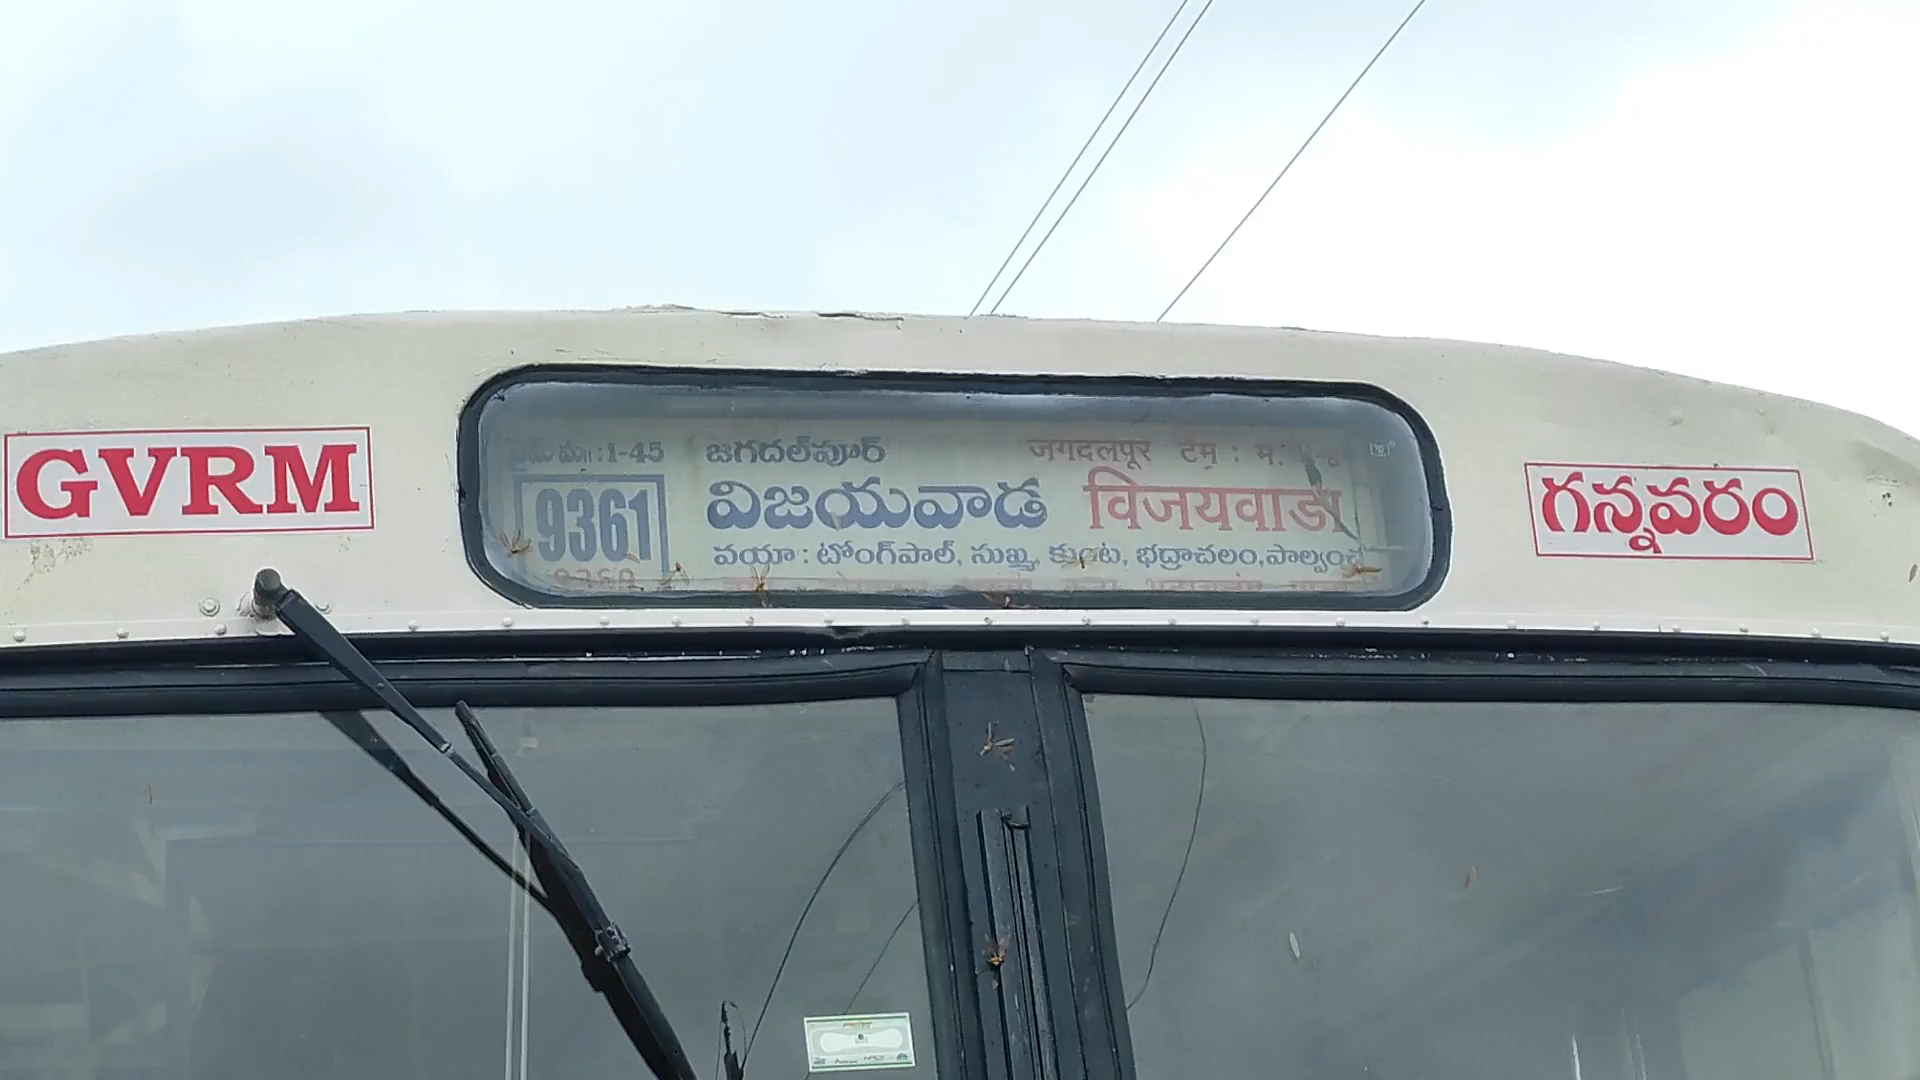 GVRM
టైమ్ మ.: 1-45 జగదల్‌పూర్ जगदलपूर टैम : म.
9361 విజయవాడ विजयवाडा
వయా : టోంగ్‌పాల్, సుఖ్మ, కుంట, భద్రాచలం, పాల్వంచ
గన్నవరం